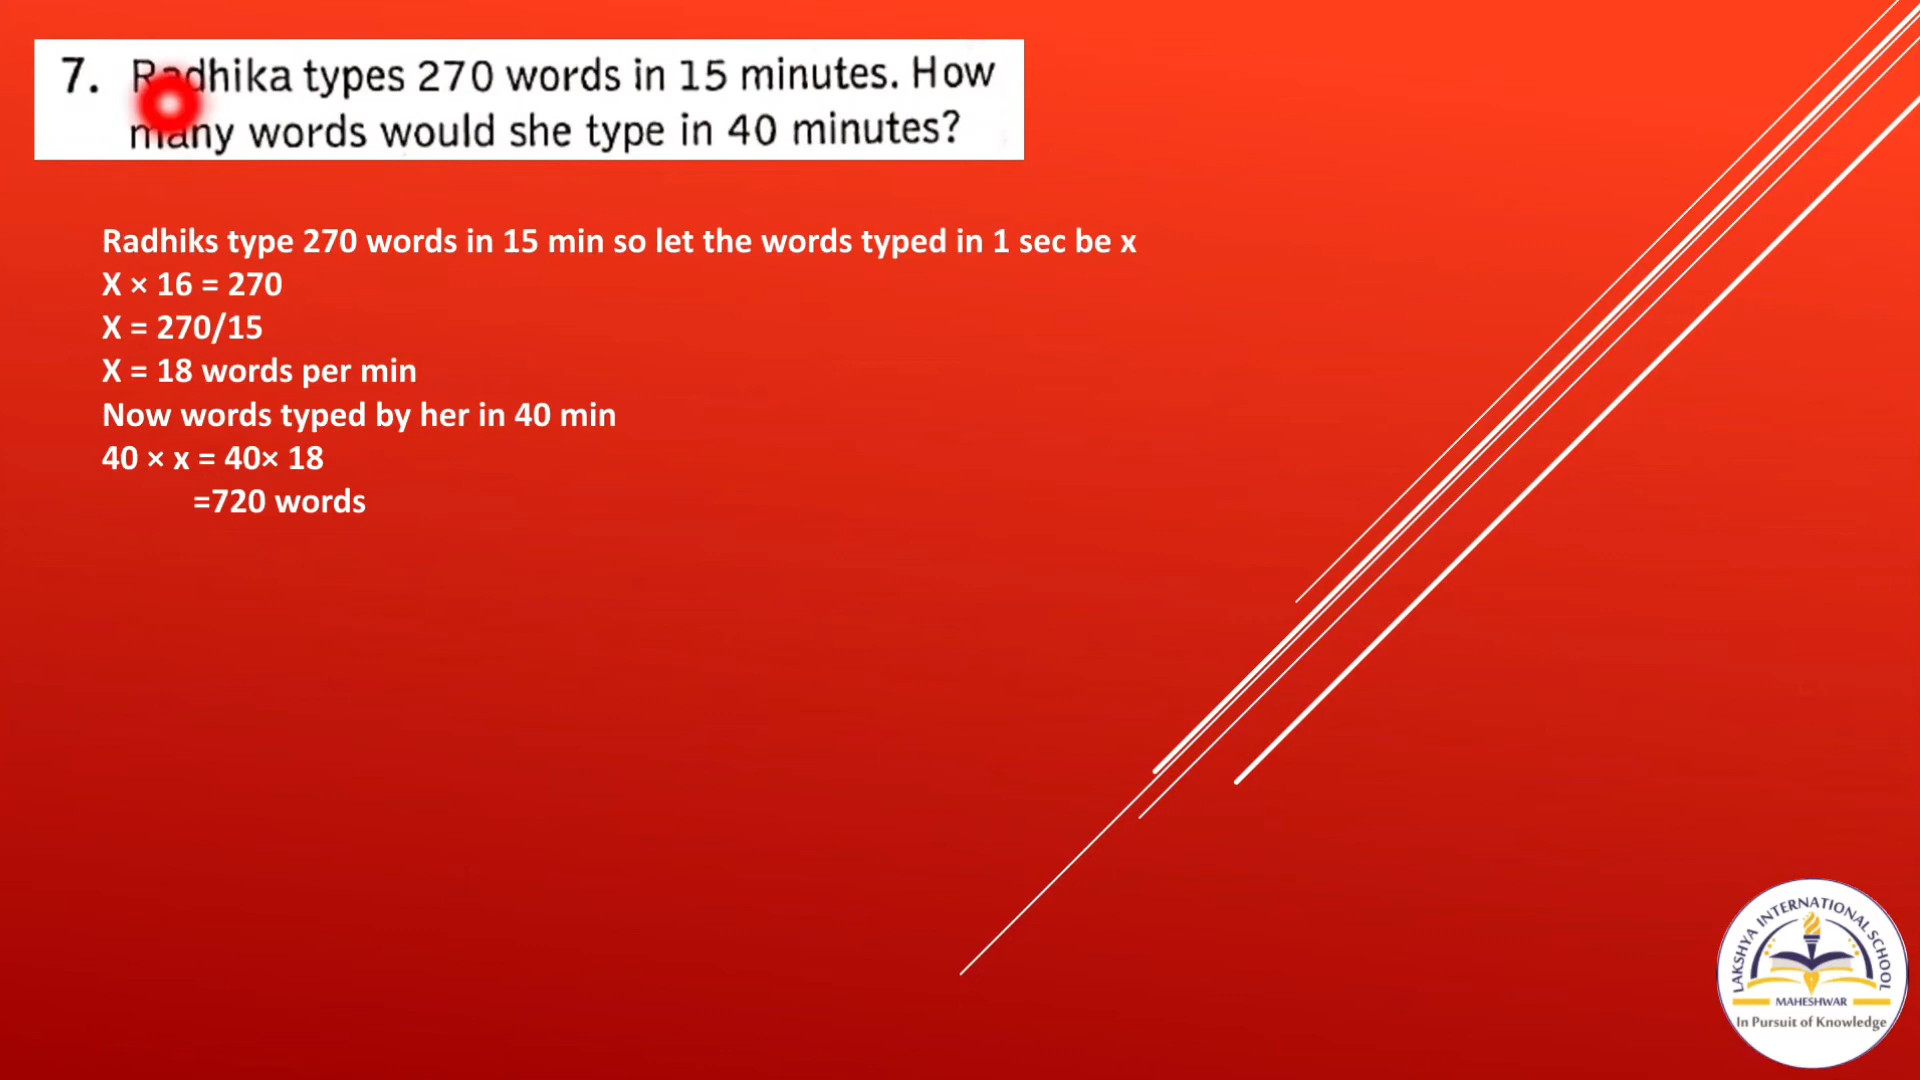 7. Radhika types 270 words in 15 minutes. How
many words would she type in 40 minutes?
Radhiks type 270 words in 15 min so let the words typed in 1 sec be x
X × 16 = 270
X = 270/15
X = 18 words per min
Now words typed by her in 40 min
40 × x = 40× 18
=720 words
LAKSHYA INTERNATIONAL SCHOOL
MAHESHWAR
In Pursuit of Knowledge